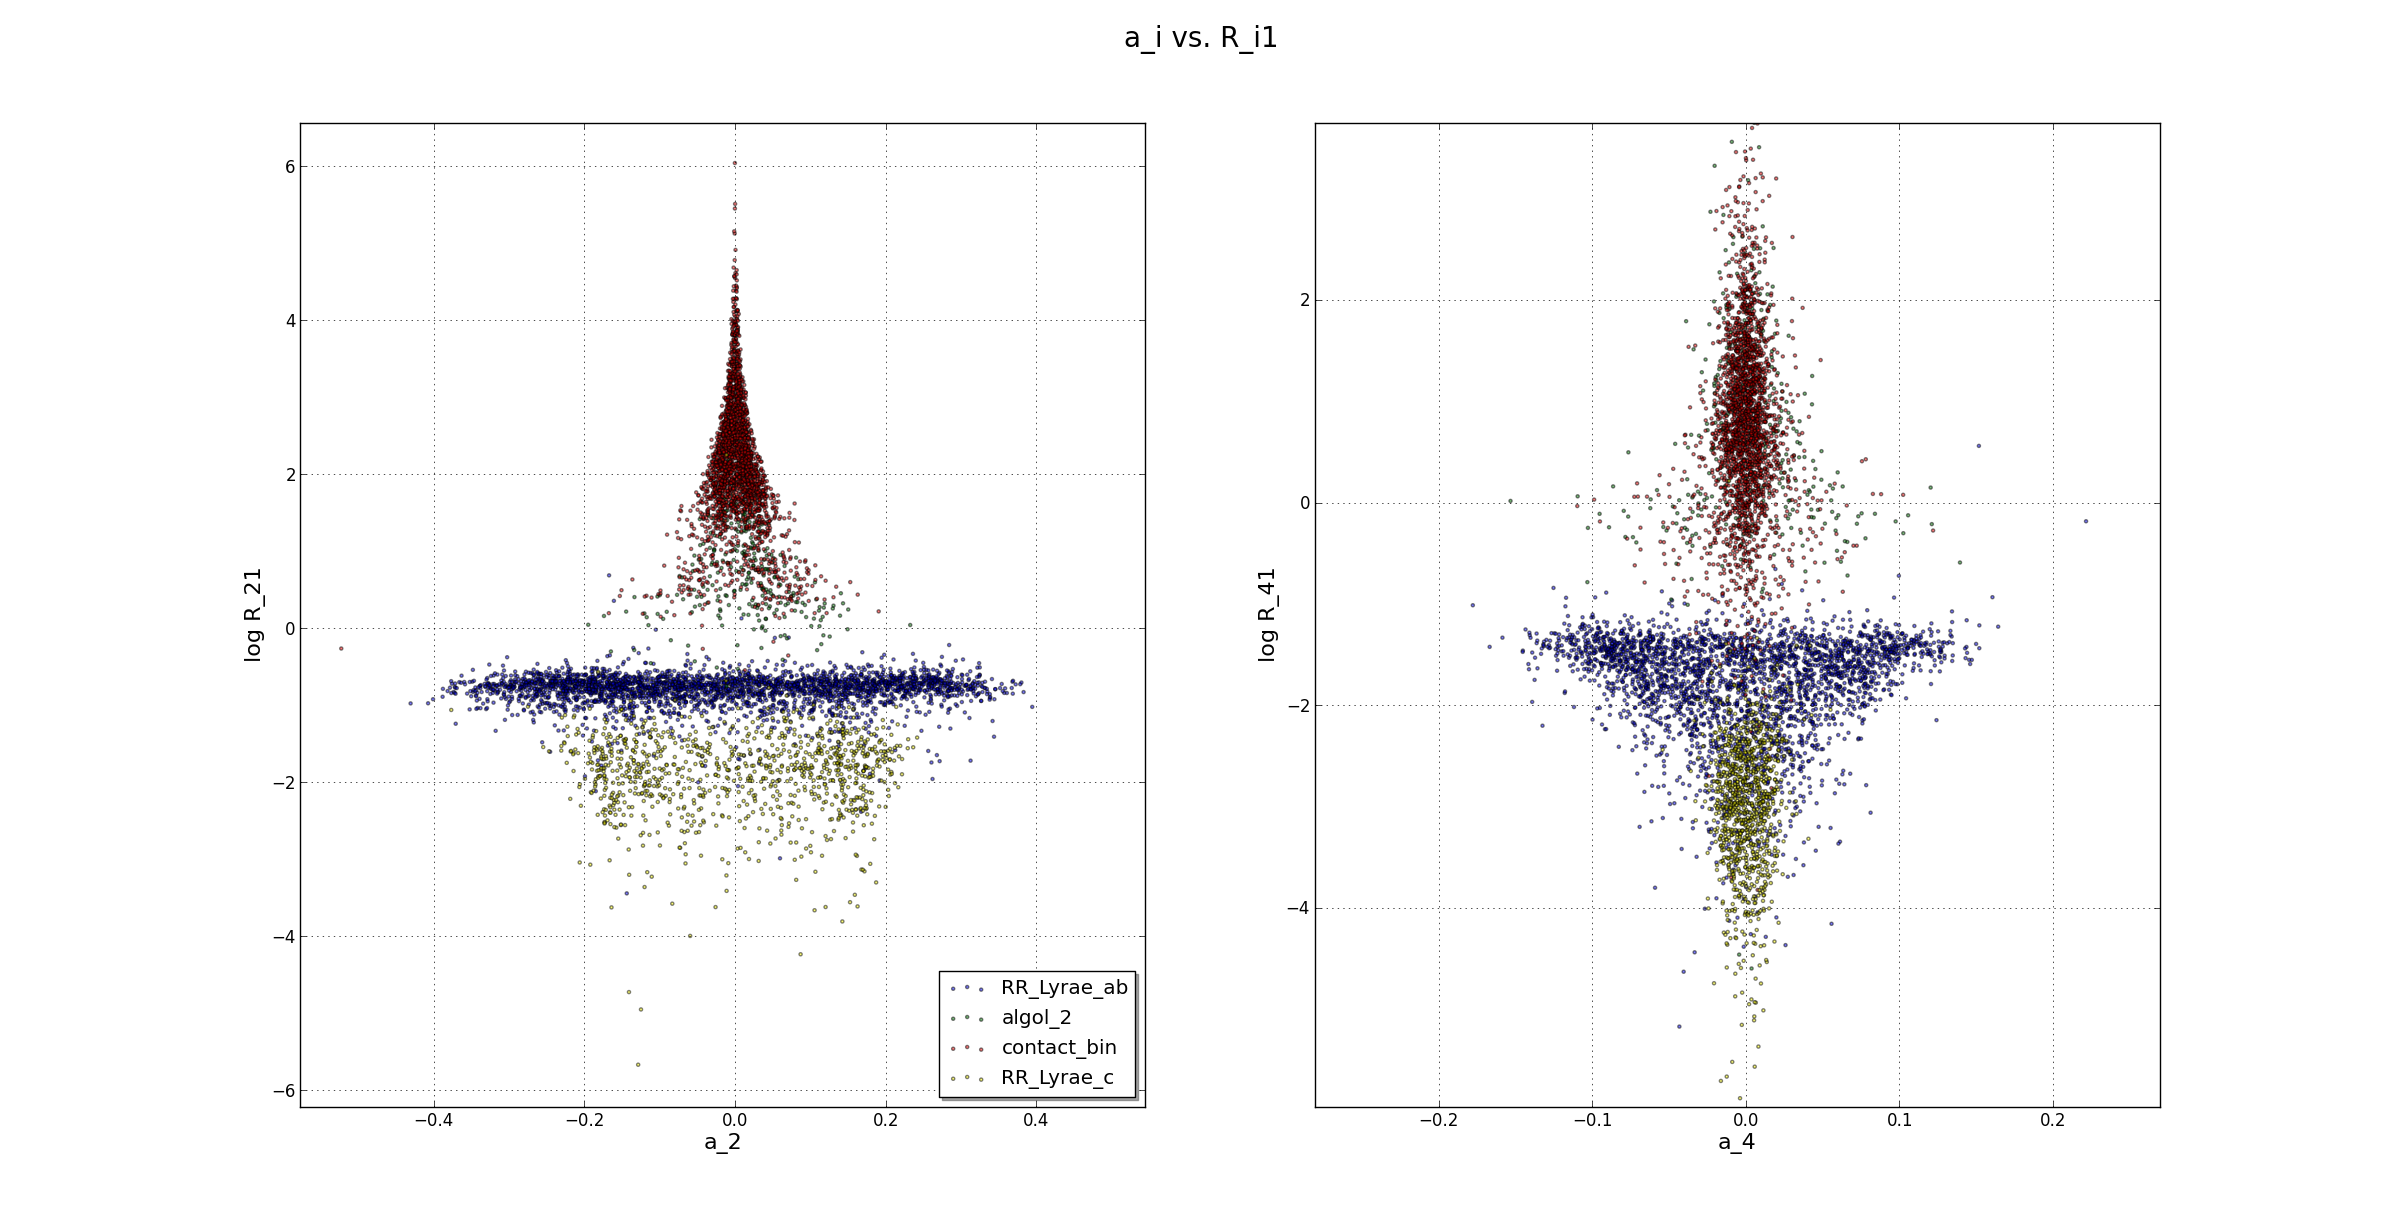 a_i vs. R_i1
log R_21
6
4
2
0
−2
−4
−6
−0.4
−0.2
0.0
0.2
0.4
a_2
RR_Lyrae_ab
algol_2
contact_bin
RR_Lyrae_c
log R_41
2
0
−2
−4
−0.2
−0.1
0.0
0.1
0.2
a_4